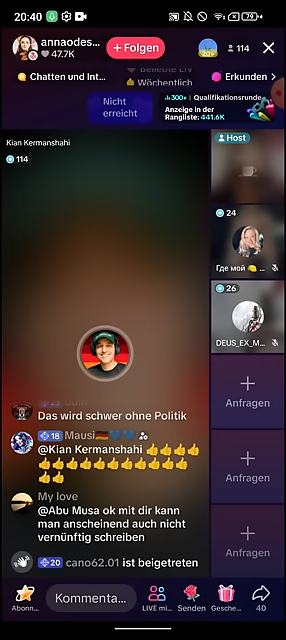 20:40
79
annaodes...
47.7K
+ Folgen
114
Chatten und Int...
Beliebte LIV
Wöchentlich
Erkunden
Nicht
erreicht
300+ | Qualifikationsrunde
Anzeige in der
Rangliste: 441.6K
Kian Kermanshahi
114
Host
24
Где мой 🍋 ...
26
DEUS_EX_M...
Anfragen
Anfragen
Anfragen
Das wird schwer ohne Politik
18 Mausi🇩🇪💙💙
@Kian Kermanshahi 👍👍👍👍
👍👍👍👍👍👍👍👍👍👍👍👍
👍👍
My love
@Abu Musa ok mit dir kann
man anscheinend auch nicht
vernünftig schreiben
20 cano62.01 ist beigetreten
Abonn...
Kommenta...
LIVE mi...
Senden
Gesche...
40